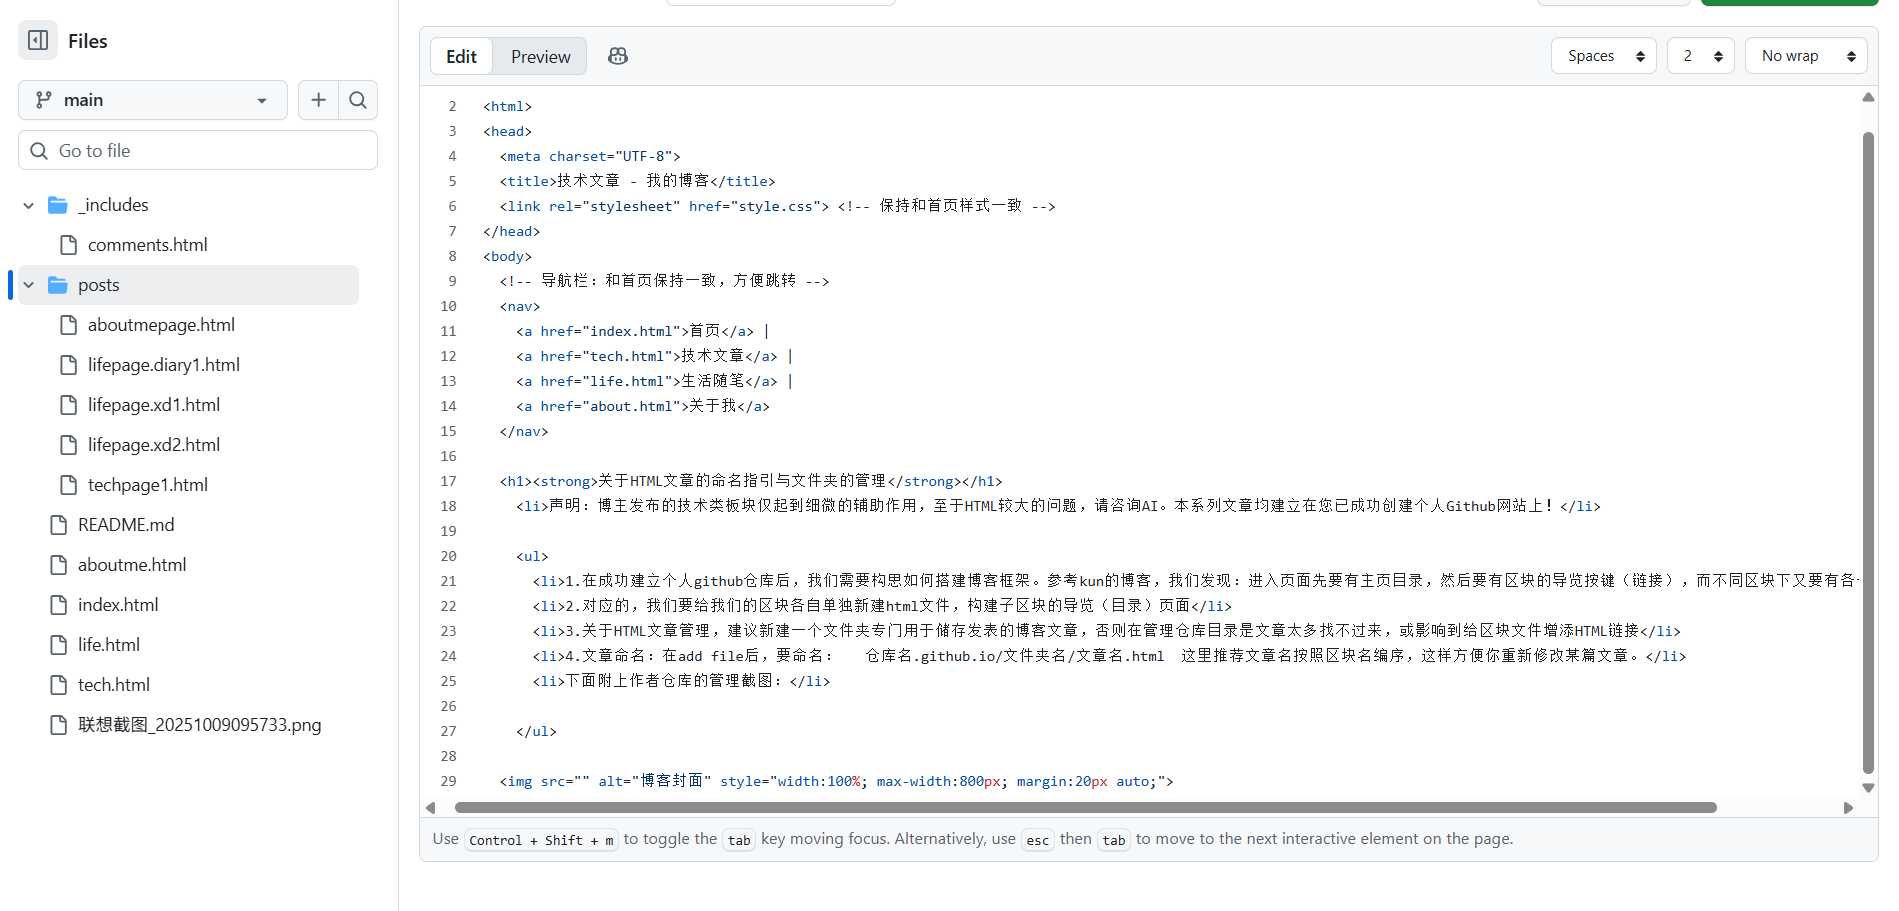 Files
main
Go to file
_includes
comments.html
posts
aboutmepage.html
lifepage.diary1.html
lifepage.xd1.html
lifepage.xd2.html
techpage1.html
README.md
aboutme.html
index.html
life.html
tech.html
联想截图_20251009095733.png
Edit Preview Spaces 2 No wrap
2 <html>
3 <head>
4 <meta charset="UTF-8">
5 <title>技术文章 - 我的博客</title>
6 <link rel="stylesheet" href="style.css"> <!-- 保持和首页样式一致 -->
7 </head>
8 <body>
9 <!-- 导航栏：和首页保持一致，方便跳转 -->
10 <nav>
11 <a href="index.html">首页</a> |
12 <a href="tech.html">技术文章</a> |
13 <a href="life.html">生活随笔</a> |
14 <a href="about.html">关于我</a>
15 </nav>
16
17 <h1><strong>关于HTML文章的命名指引与文件夹的管理</strong></h1>
18 <li>声明：博主发布的技术类板块仅起到细微的辅助作用，至于HTML较大的问题，请咨询AI。本系列文章均建立在您已成功创建个人Github网站上！</li>
19
20 <ul>
21 <li>1.在成功建立个人github仓库后，我们需要构思如何搭建博客框架。参考kun的博客，我们发现：进入页面先要有主页目录，然后要有区块的导览按键（链接），而不同区块下又要有各
22 <li>2.对应的，我们要给我们的区块各自单独新建html文件，构建子区块的导览（目录）页面</li>
23 <li>3.关于HTML文章管理，建议新建一个文件夹专门用于储存发表的博客文章，否则在管理仓库目录是文章太多找不过来，或影响到给区块文件增添HTML链接</li>
24 <li>4.文章命名：在add file后，要命名： 仓库名.github.io/文件夹名/文章名.html 这里推荐文章名按照区块名编序，这样方便你重新修改某篇文章。</li>
25 <li>下面附上作者仓库的管理截图：</li>
26
27 </ul>
28
29 <img src="" alt="博客封面" style="width:100%; max-width:800px; margin:20px auto;">
Use Control + Shift + m to toggle the tab key moving focus. Alternatively, use esc then tab to move to the next interactive element on the page.